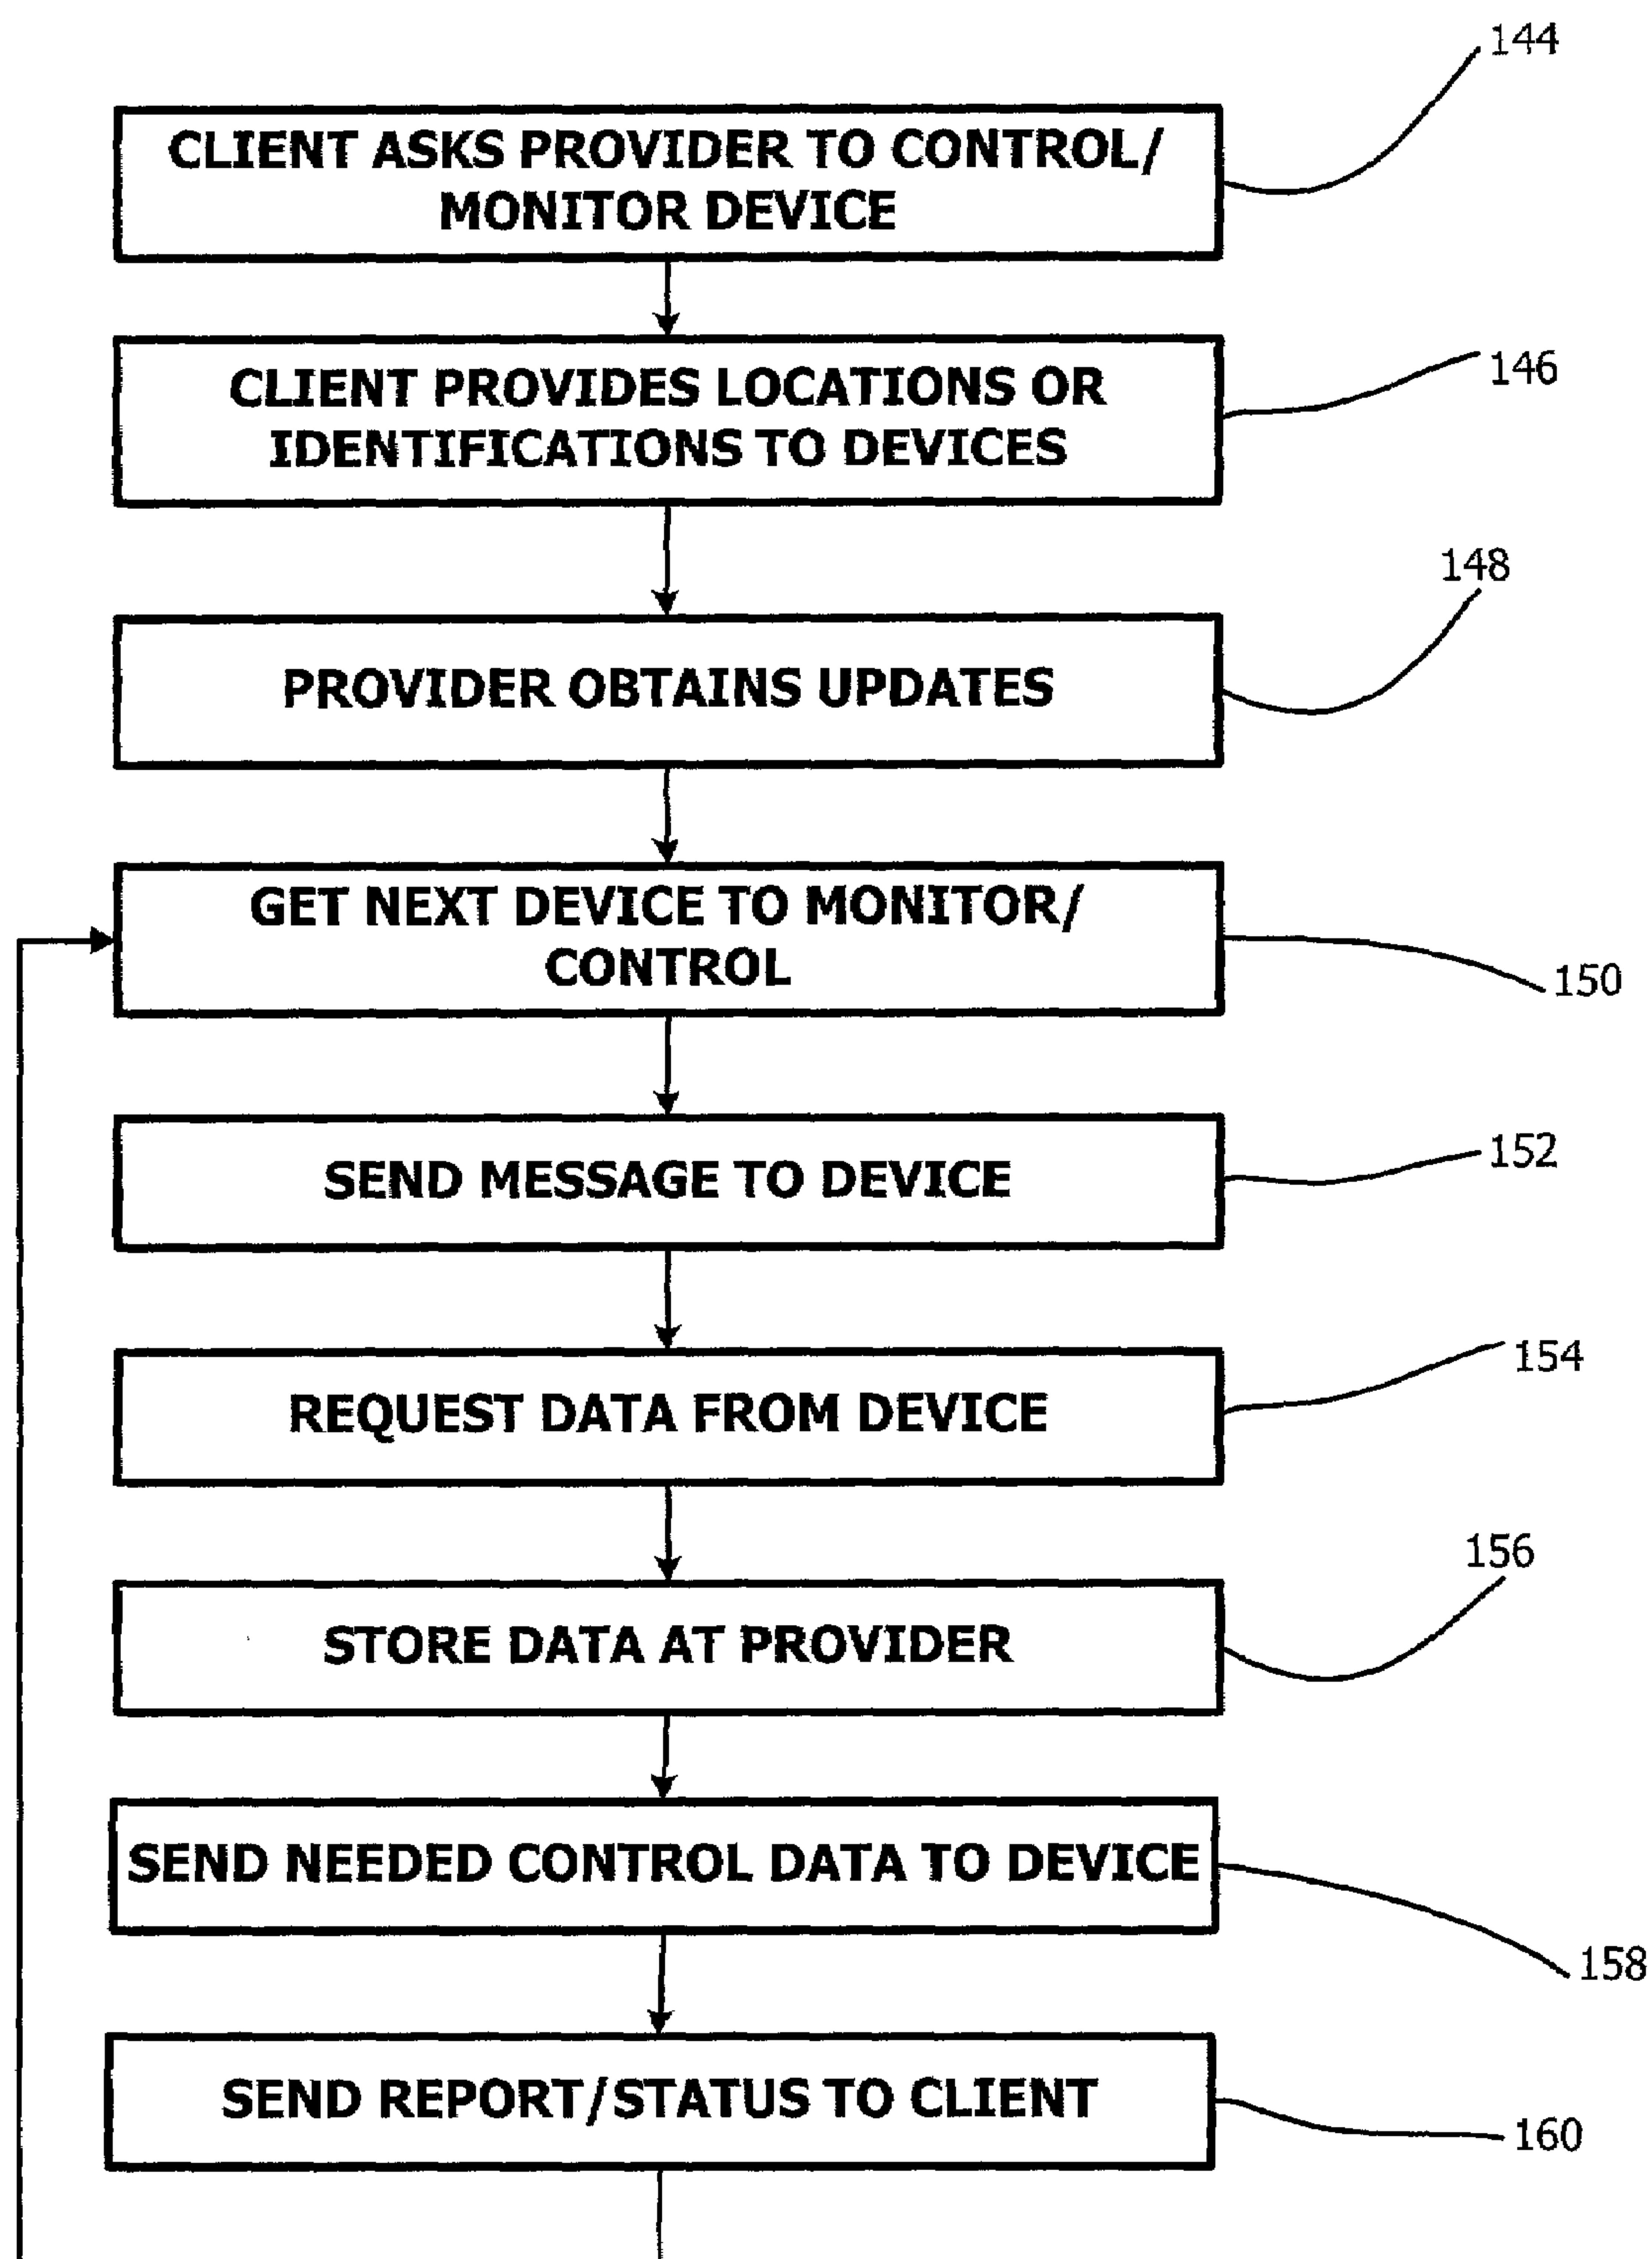 144
CLIENT ASKS PROVIDER TO CONTROL/
MONITOR DEVICE
CLIENT PROVIDES LOCATIONS OR
IDENTIFICATIONS TO DEVICES
146
148
PROVIDER OBTAINS UPDATES
GET NEXT DEVICE TO MONITOR/
CONTROL
150
SEND MESSAGE TO DEVICE
152
REQUEST DATA FROM DEVICE
154
156
STORE DATA AT PROVIDER
SEND NEEDED CONTROL DATA TO DEVICE
158
SEND REPORT/STATUS TO CLIENT
160